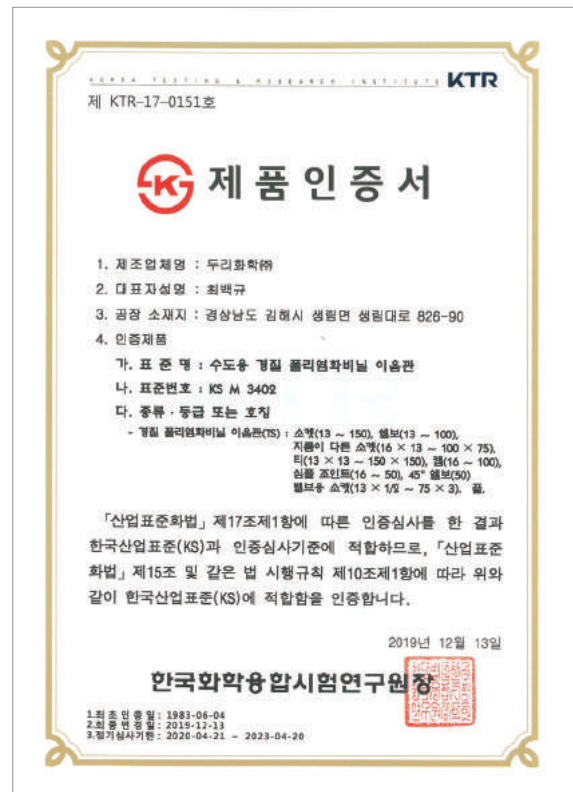 KOREA TESTING & RESEARCH INSTITUTE KTR
제 KTR-17-0151호
제품인증서
1. 제조업체명 : 두리화학㈜
2. 대표자성명 : 최백규
3. 공장 소재지 : 경상남도 김해시 생림면 생림대로 826-90
4. 인증제품
가. 표 준 명 : 수도용 경질 폴리염화비닐 이음관
나. 표준번호 : KS M 3402
다. 종류·등급 또는 호칭
- 경질 폴리염화비닐 이음관(TS) : 소켓(13 ~ 150), 엘보(13 ~ 100),
지름이 다른 소켓(16 × 13 ~ 100 × 75),
티(13 × 13 ~ 150 × 150), 캡(16 ~ 100),
심플 조인트(16 ~ 50), 45° 엘보(50)
밸브용 소켓(13 × 1/2 ~ 75 × 3). 끝.
「산업표준화법」제17조제1항에 따른 인증심사를 한 결과
한국산업표준(KS)과 인증심사기준에 적합하므로, 「산업표준
화법」제15조 및 같은 법 시행규칙 제10조제1항에 따라 위와
같이 한국산업표준(KS)에 적합함을 인증합니다.
2019년 12월 13일
한국화학융합시험연구원장
1.최초인증일 : 1983-06-04
2.최종변경일 : 2019-12-13
3.정기심사기한 : 2020-04-21 ~ 2023-04-20